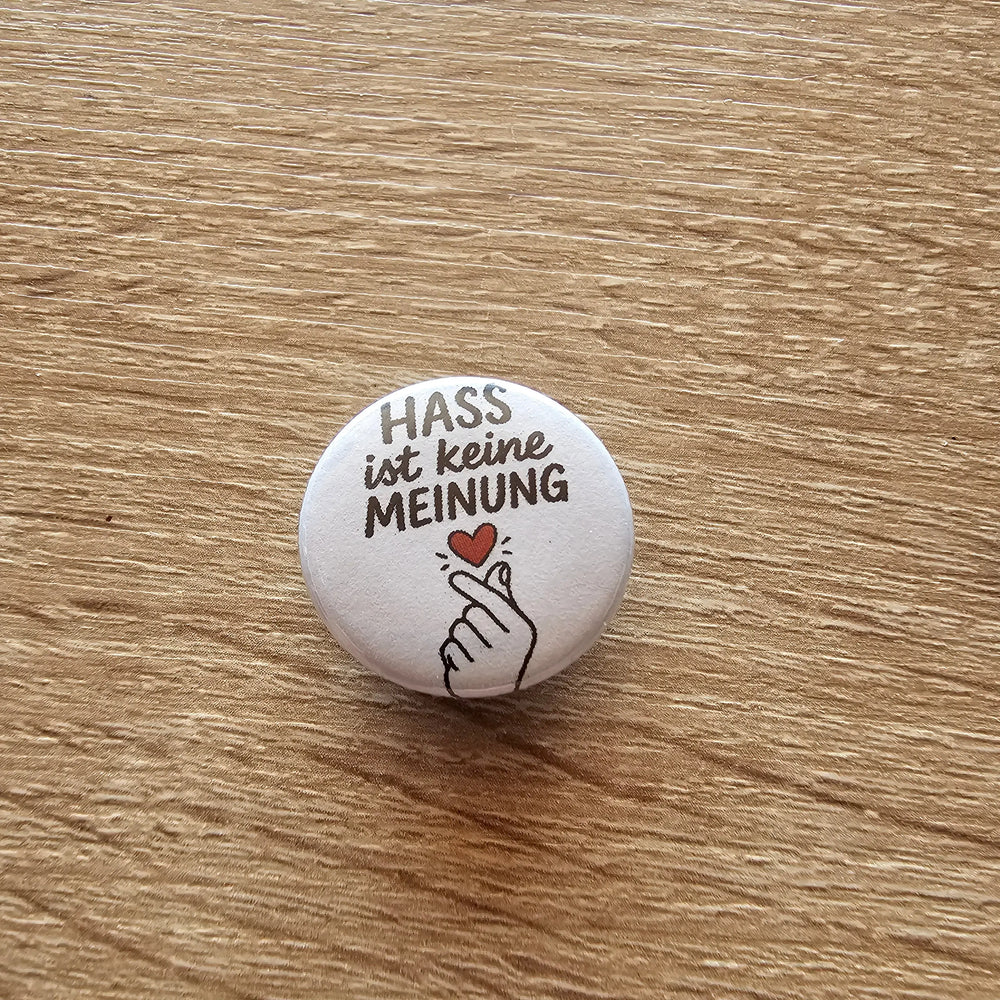 HASS
ist keine
MEINUNG